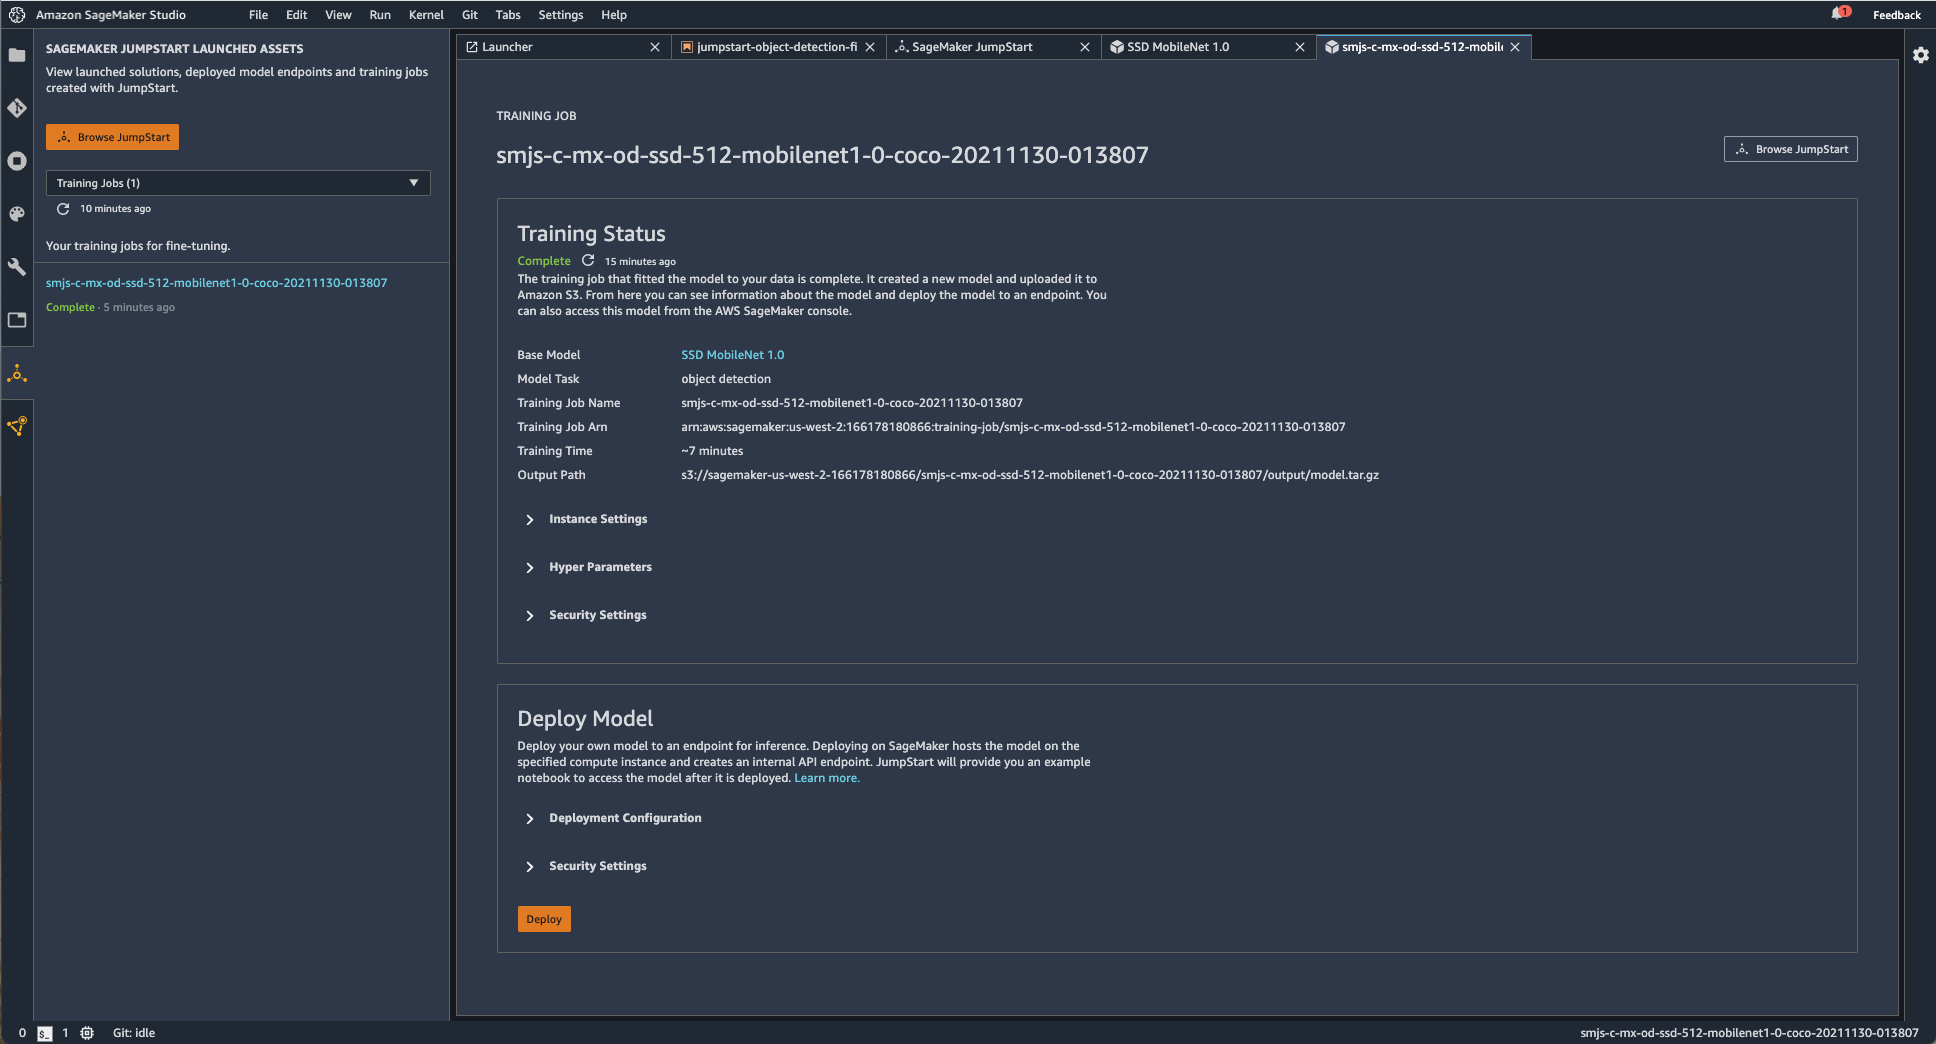 Amazon SageMaker Studio File Edit View Run Kernel Git Tabs Settings Help 1 Feedback
SAGEMAKER JUMPSTART LAUNCHED ASSETS
View launched solutions, deployed model endpoints and training jobs
created with JumpStart.
Browse JumpStart
Training Jobs (1)
10 minutes ago
Your training jobs for fine-tuning.
smjs-c-mx-od-ssd-512-mobilenet1-0-coco-20211130-013807
Complete · 5 minutes ago
Launcher jumpstart-object-detection-fi SageMaker JumpStart SSD MobileNet 1.0 smjs-c-mx-od-ssd-512-mobil
TRAINING JOB
smjs-c-mx-od-ssd-512-mobilenet1-0-coco-20211130-013807
Browse JumpStart
Training Status
Complete 15 minutes ago
The training job that fitted the model to your data is complete. It created a new model and uploaded it to
Amazon S3. From here you can see information about the model and deploy the model to an endpoint. You
can also access this model from the AWS SageMaker console.
Base Model SSD MobileNet 1.0
Model Task object detection
Training Job Name smjs-c-mx-od-ssd-512-mobilenet1-0-coco-20211130-013807
Training Job Arn arn:aws:sagemaker:us-west-2:166178180866:training-job/smjs-c-mx-od-ssd-512-mobilenet1-0-coco-20211130-013807
Training Time ~7 minutes
Output Path s3://sagemaker-us-west-2-166178180866/smjs-c-mx-od-ssd-512-mobilenet1-0-coco-20211130-013807/output/model.tar.gz
Instance Settings
Hyper Parameters
Security Settings
Deploy Model
Deploy your own model to an endpoint for inference. Deploying on SageMaker hosts the model on the
specified compute instance and creates an internal API endpoint. JumpStart will provide you an example
notebook to access the model after it is deployed. Learn more.
Deployment Configuration
Security Settings
Deploy
0 $_ 1 Git: idle smjs-c-mx-od-ssd-512-mobilenet1-0-coco-20211130-013807